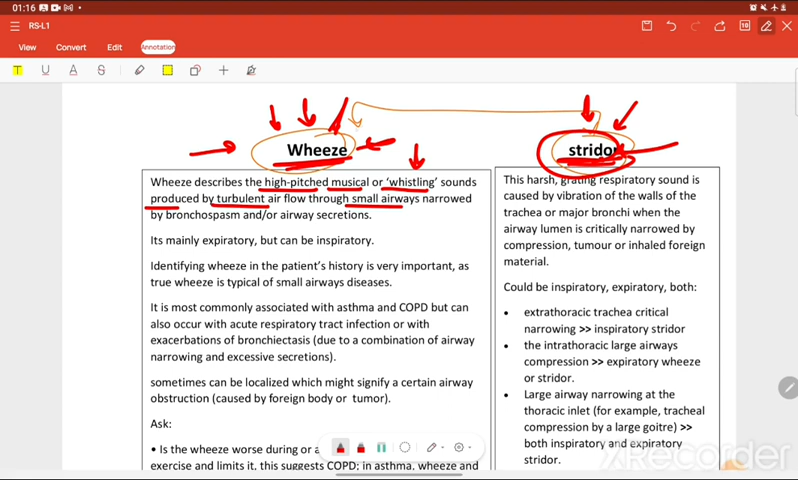 01:16
RS-L1
View Convert Edit Annotation
Wheeze
Wheeze describes the high-pitched musical or ‘whistling’ sounds
produced by turbulent air flow through small airways narrowed
by bronchospasm and/or airway secretions.
Its mainly expiratory, but can be inspiratory.
Identifying wheeze in the patient’s history is very important, as
true wheeze is typical of small airways diseases.
It is most commonly associated with asthma and COPD but can
also occur with acute respiratory tract infection or with
exacerbations of bronchiectasis (due to a combination of airway
narrowing and excessive secretions).
sometimes can be localized which might signify a certain airway
obstruction (caused by foreign body or tumor).
Ask:
• Is the wheeze worse during or a
exercise and limits it, this suggests COPD; in asthma, wheeze and
stridor
This harsh, grating respiratory sound is
caused by vibration of the walls of the
trachea or major bronchi when the
airway lumen is critically narrowed by
compression, tumour or inhaled foreign
material.
Could be inspiratory, expiratory, both:
• extrathoracic trachea critical
narrowing >> inspiratory stridor
• the intrathoracic large airways
compression >> expiratory wheeze
or stridor.
• Large airway narrowing at the
thoracic inlet (for example, tracheal
compression by a large goitre) >>
both inspiratory and expiratory
stridor.
XRecorder